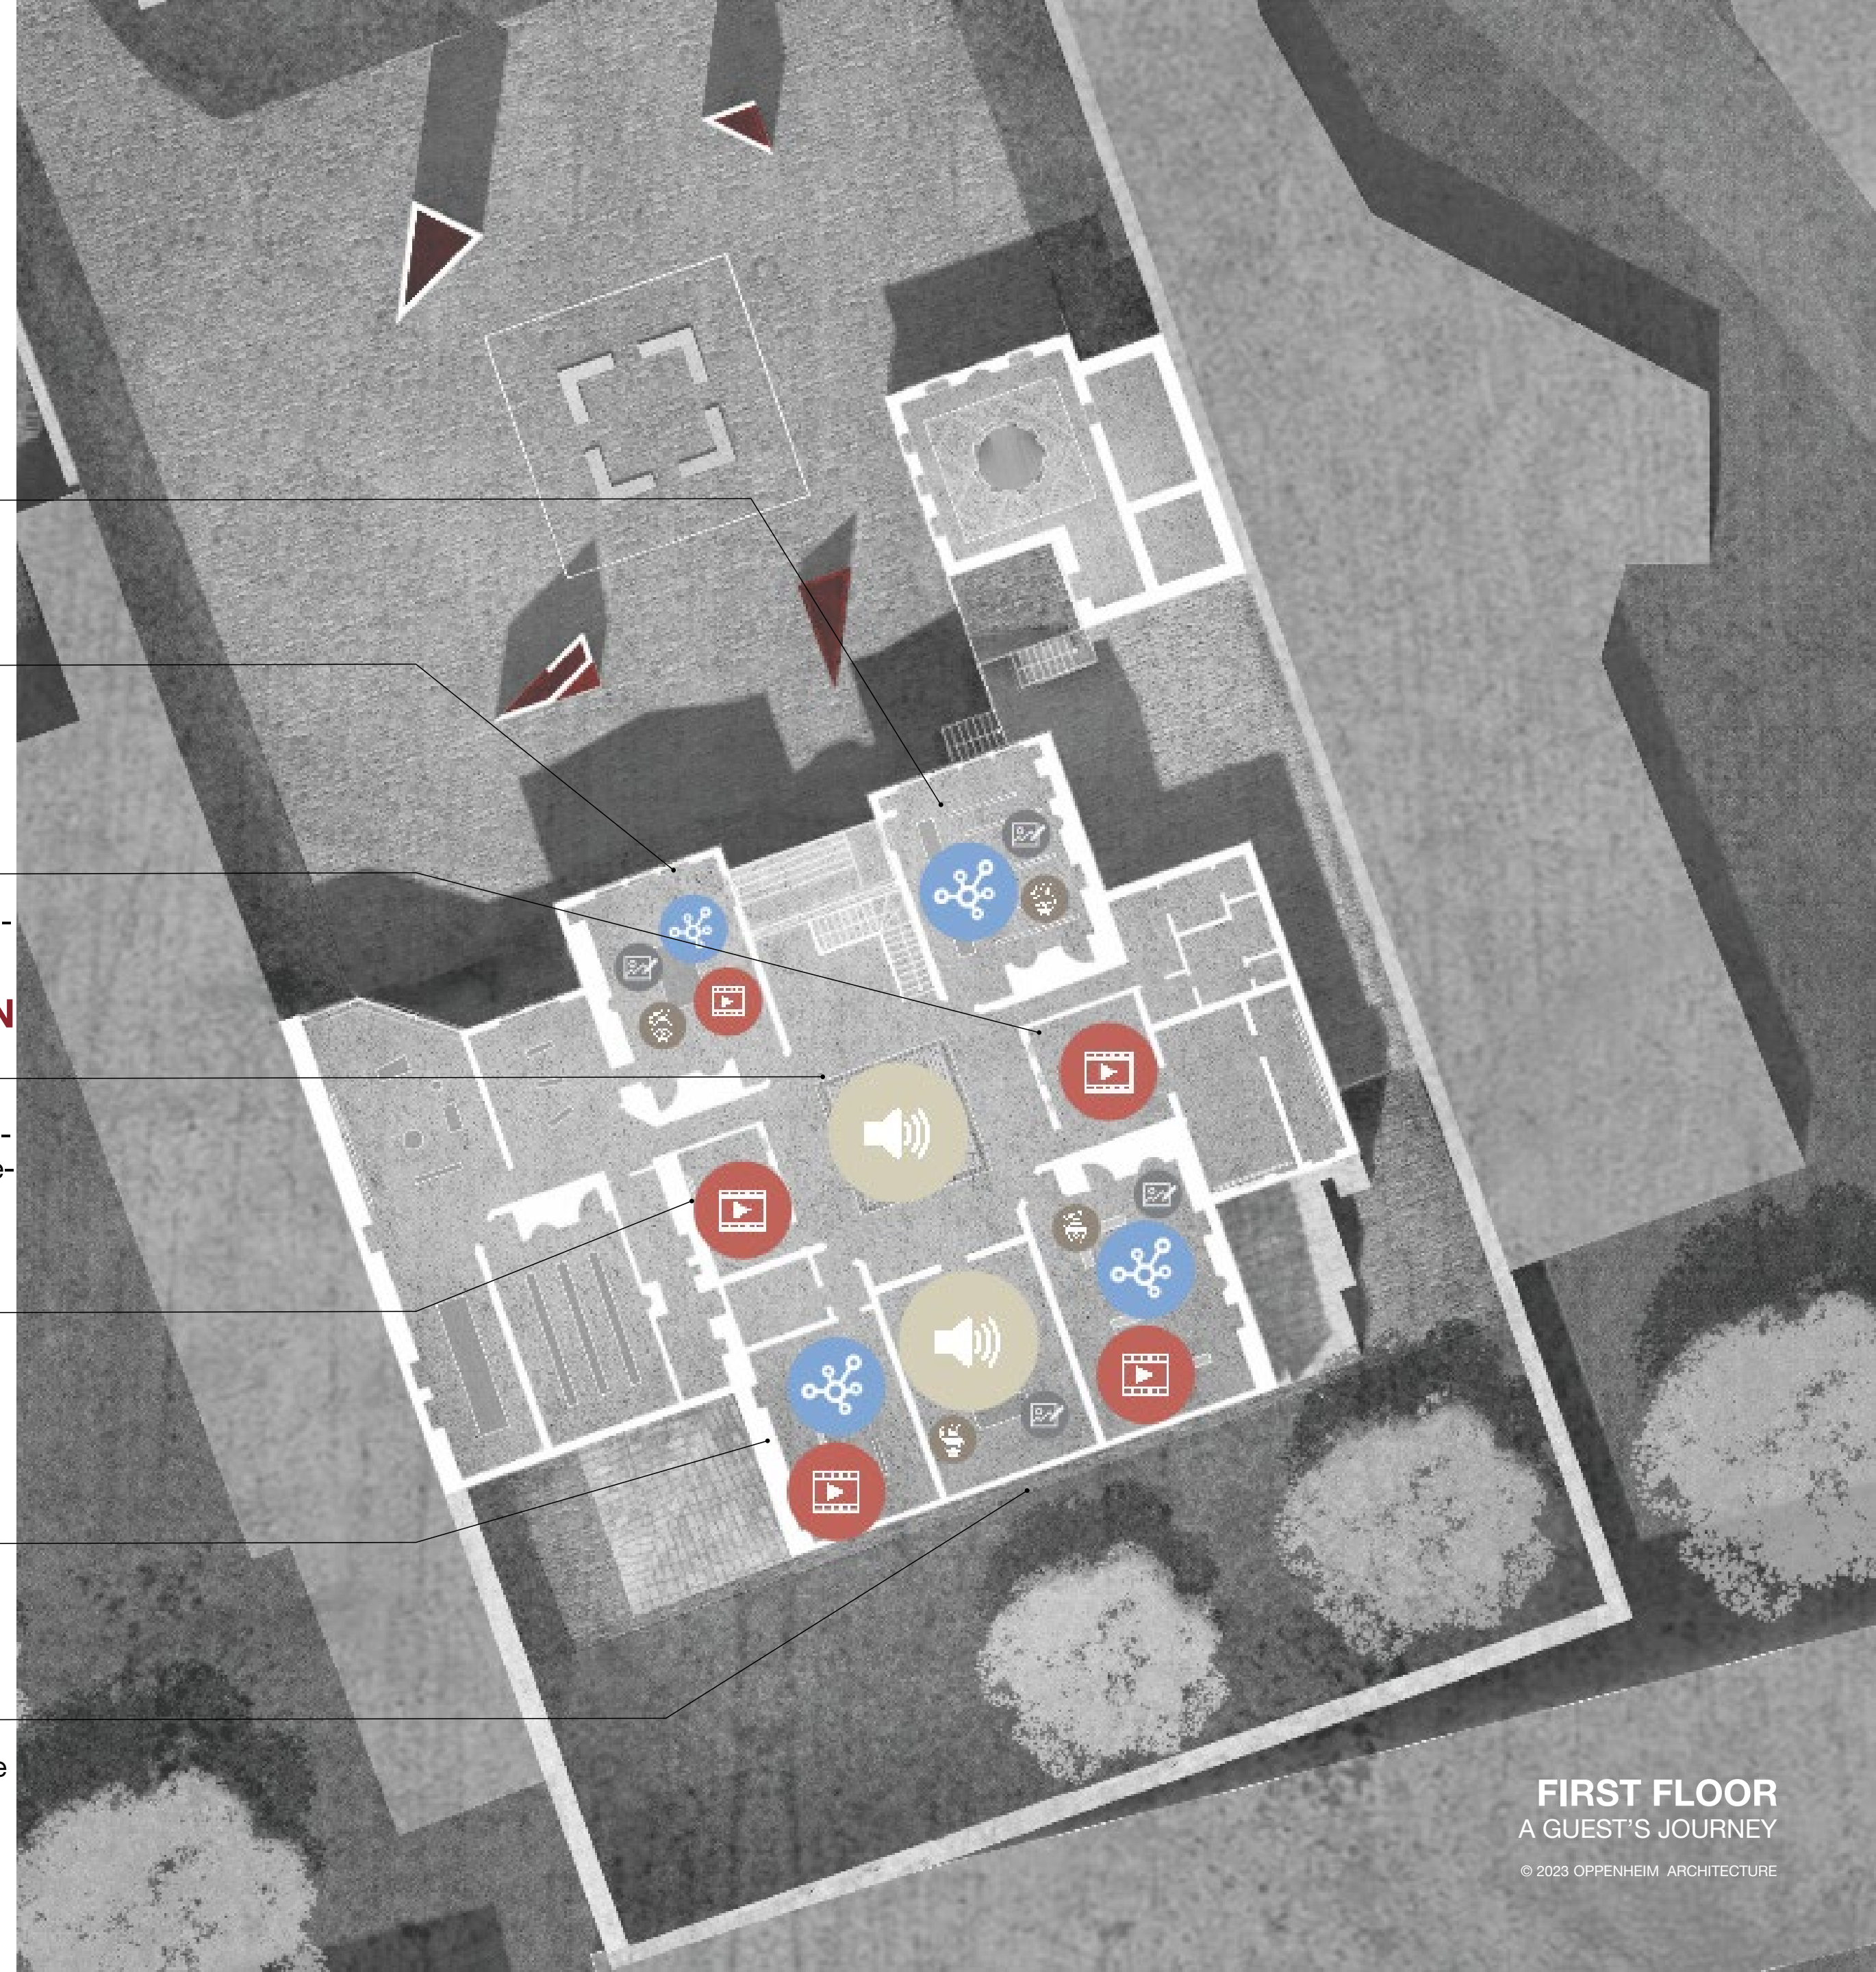 -
N
-
e-
e
FIRST FLOOR
A GUEST'S JOURNEY
© 2023 OPPENHEIM ARCHITECTURE